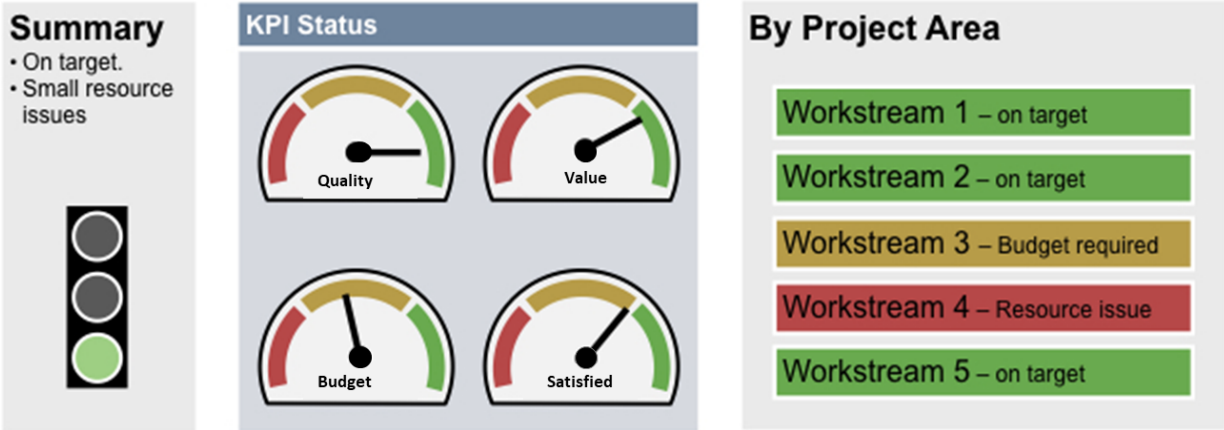 Summary
• On target.
• Small resource
issues
KPI Status
Quality
Value
Budget
Satisfied
By Project Area
Workstream 1 – on target
Workstream 2 – on target
Workstream 3 – Budget required
Workstream 4 – Resource issue
Workstream 5 – on target